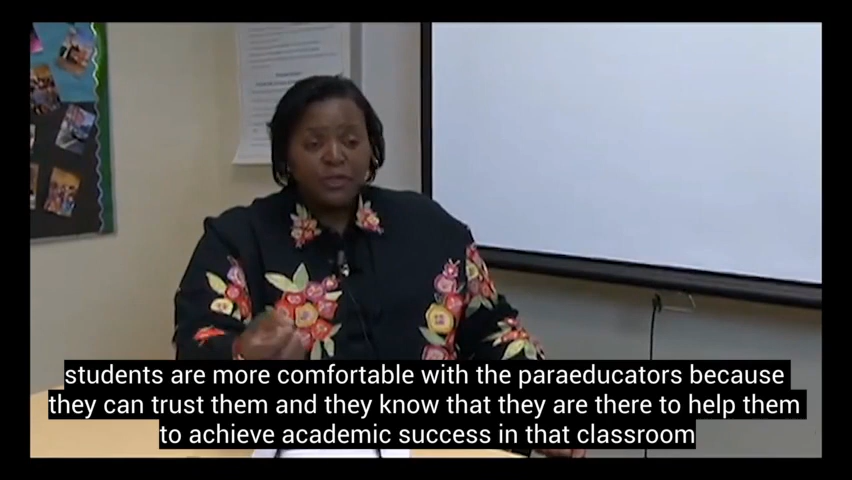 students are more comfortable with the paraeducators because
they can trust them and they know that they are there to help them
to achieve academic success in that classroom